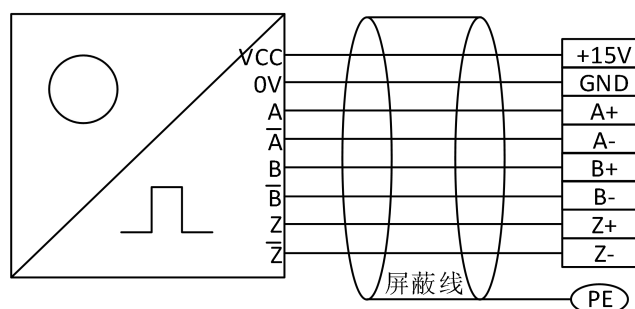 VCC +15V
0V GND
A A+
A̅ A-
B B+
B̅ B-
Z Z+
Z̅ Z-
屏蔽线
PE